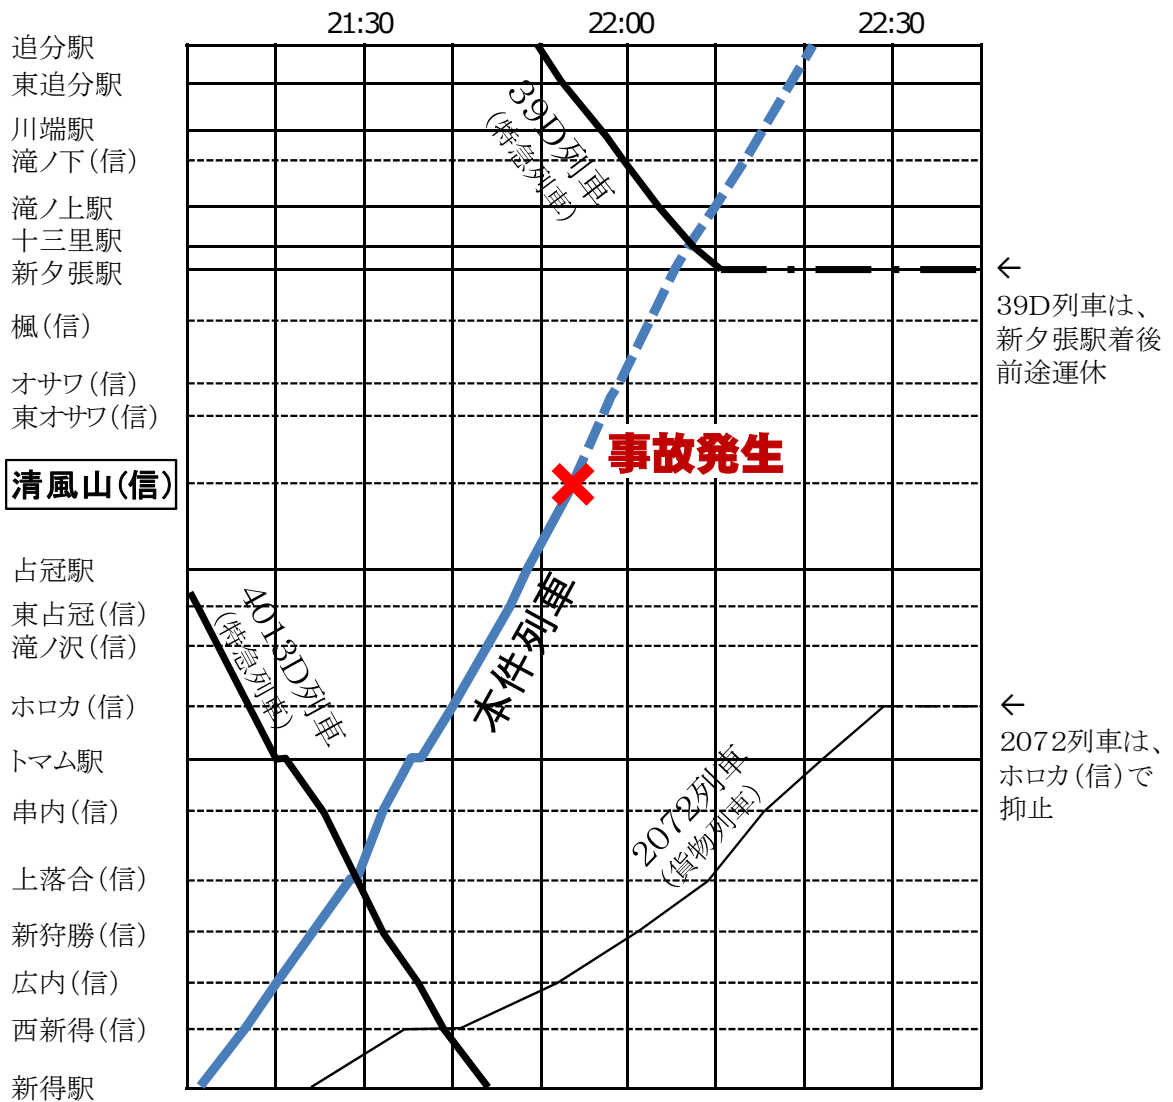 21:30 22:00 22:30
追分駅
東追分駅
川端駅
滝ノ下(信)
滝ノ上駅
十三里駅
新夕張駅
楓(信)
オサワ(信)
東オサワ(信)
清風山(信)
占冠駅
東占冠(信)
滝ノ沢(信)
ホロカ(信)
トマム駅
串内(信)
上落合(信)
新狩勝(信)
広内(信)
西新得(信)
新得駅
39D列車
(特急列車)
事故発生
本件列車
4013D列車
(特急列車)
2072列車
(貨物列車)
←
39D列車は、
新夕張駅着後
前途運休
←
2072列車は、
ホロカ(信)で
抑止